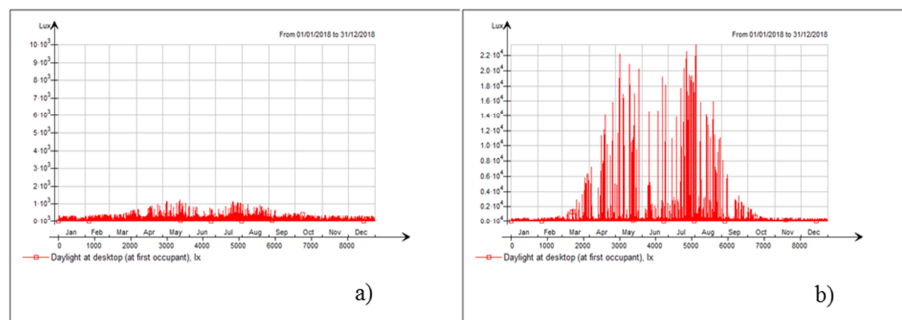 Lux
From 01/01/2018 to 31/12/2018
10·10³
9·10³
8·10³
7·10³
6·10³
5·10³
4·10³
3·10³
2·10³
1·10³
0·10³
Jan Feb Mar Apr May Jun Jul Aug Sep Oct Nov Dec
0 1000 2000 3000 4000 5000 6000 7000 8000
Daylight at desktop (at first occupant), lx
a)
Lux
From 01/01/2018 to 31/12/2018
2.2·10⁴
2.0·10⁴
1.8·10⁴
1.6·10⁴
1.4·10⁴
1.2·10⁴
1.0·10⁴
0.8·10⁴
0.6·10⁴
0.4·10⁴
0.2·10⁴
0.0·10⁴
Jan Feb Mar Apr May Jun Jul Aug Sep Oct Nov Dec
0 1000 2000 3000 4000 5000 6000 7000 8000
Daylight at desktop (at first occupant), lx
b)